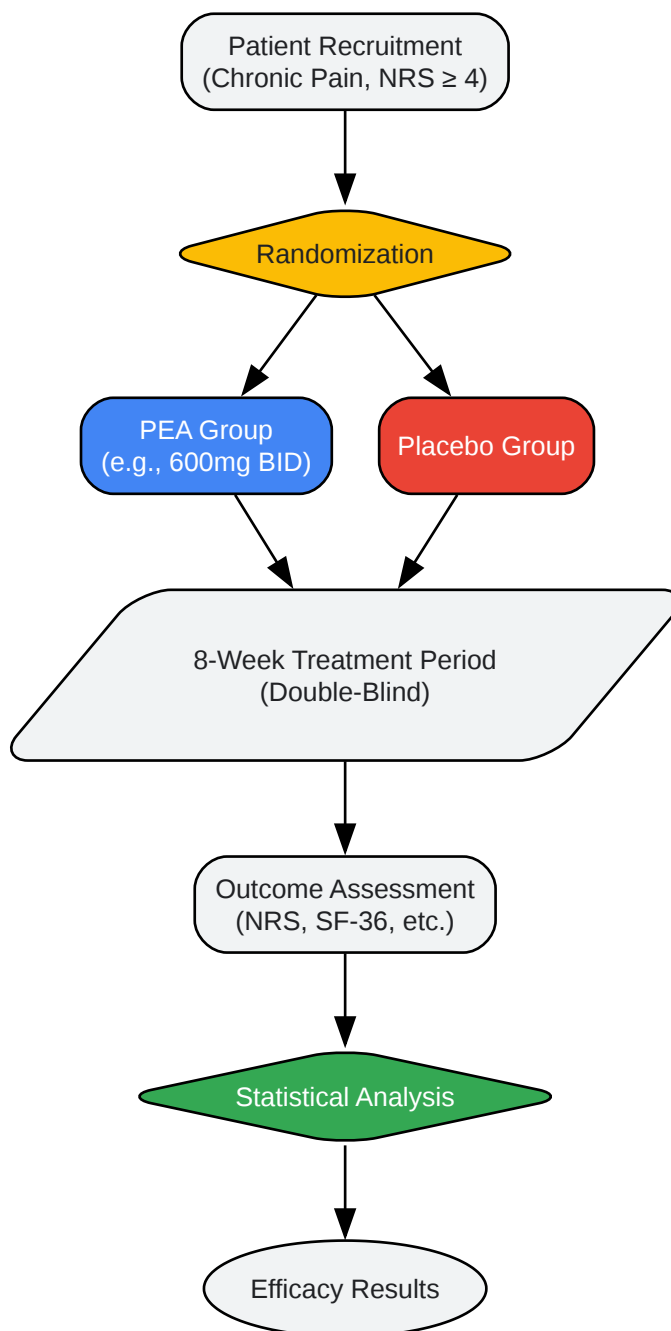 Patient Recruitment
(Chronic Pain, NRS ≥ 4)
Randomization
PEA Group
(e.g., 600mg BID)
Placebo Group
8-Week Treatment Period
(Double-Blind)
Outcome Assessment
(NRS, SF-36, etc.)
Statistical Analysis
Efficacy Results